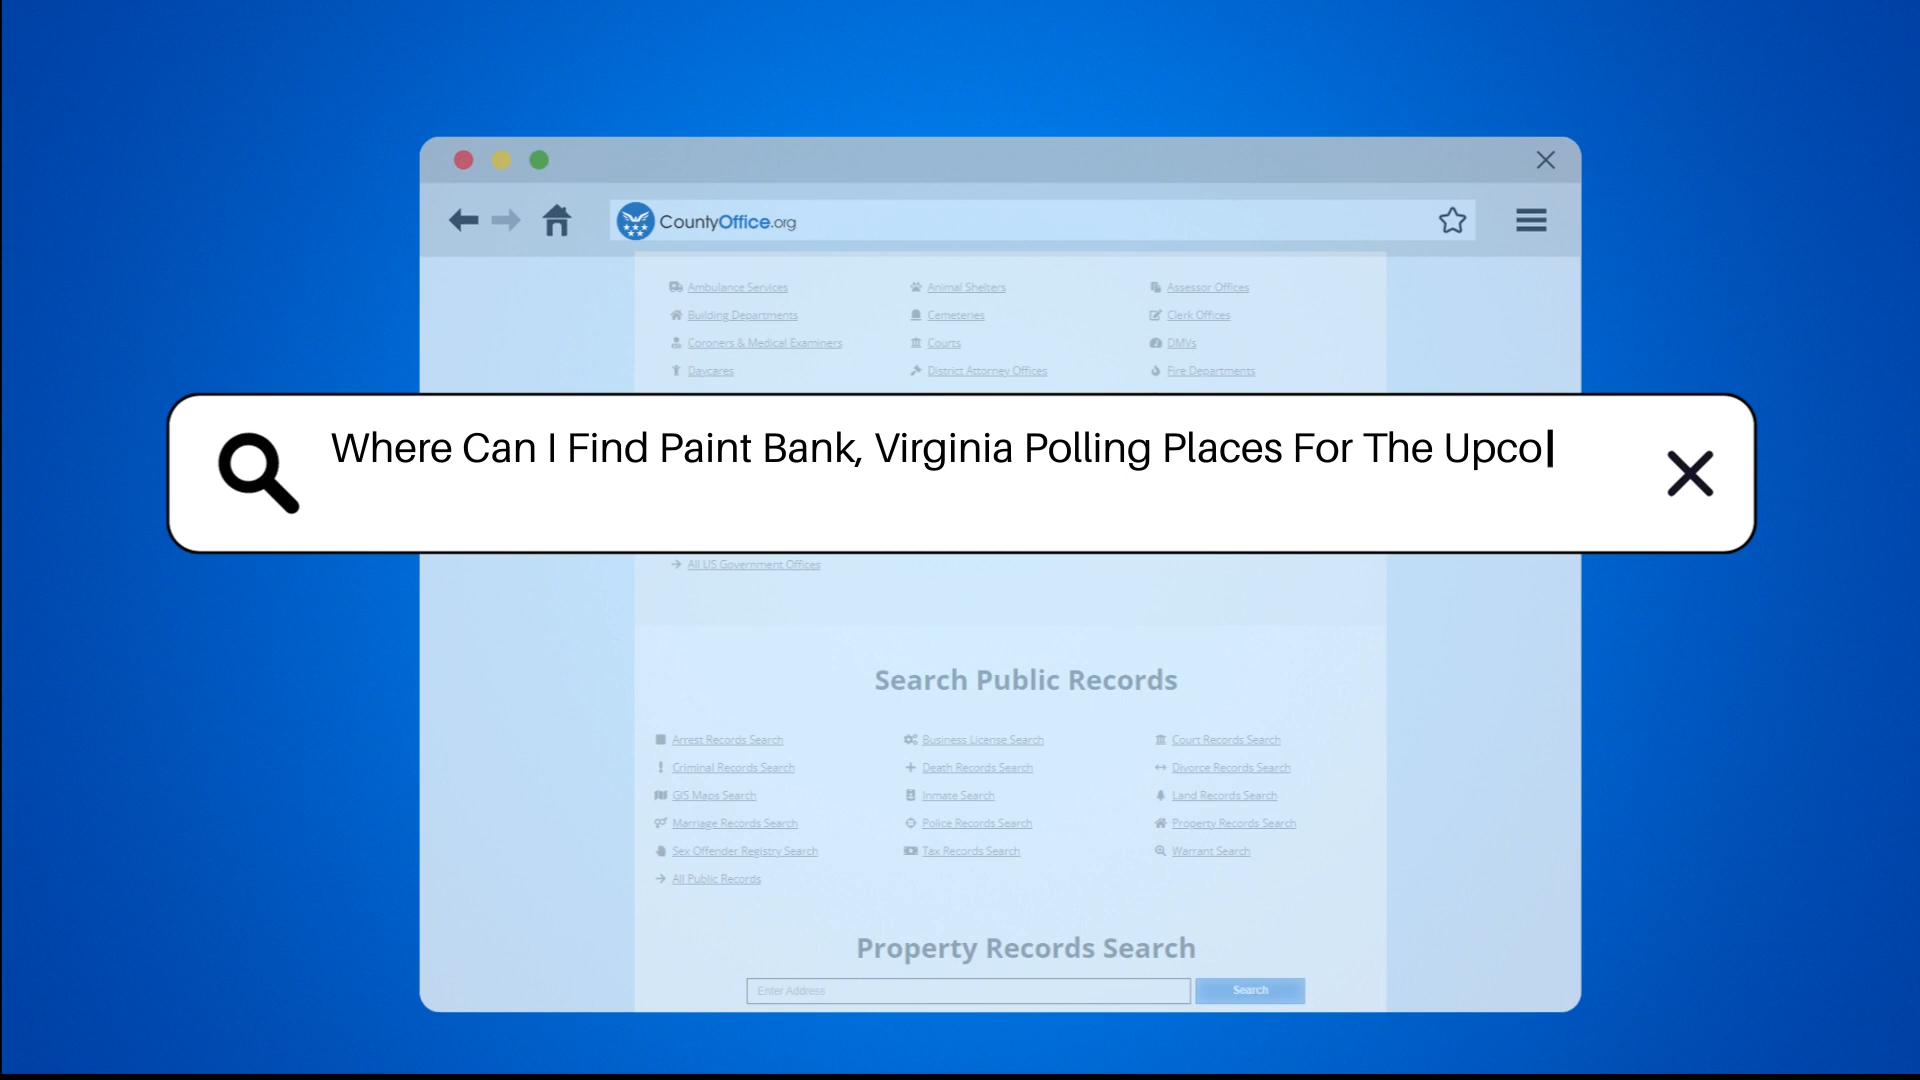 CountyOffice.org
Ambulance Services Animal Shelters Assessor Offices
Building Departments Cemeteries Clerk Offices
Coroners & Medical Examiners Courts DMVs
Daycares District Attorney Offices Fire Departments
Where Can I Find Paint Bank, Virginia Polling Places For The Upco
All US Government Offices
Search Public Records
Arrest Records Search Business License Search Court Records Search
Criminal Records Search Death Records Search Divorce Records Search
GIS Maps Search Inmate Search Land Records Search
Marriage Records Search Police Records Search Property Records Search
Sex Offender Registry Search Tax Records Search Warrant Search
All Public Records
Property Records Search
Enter Address Search